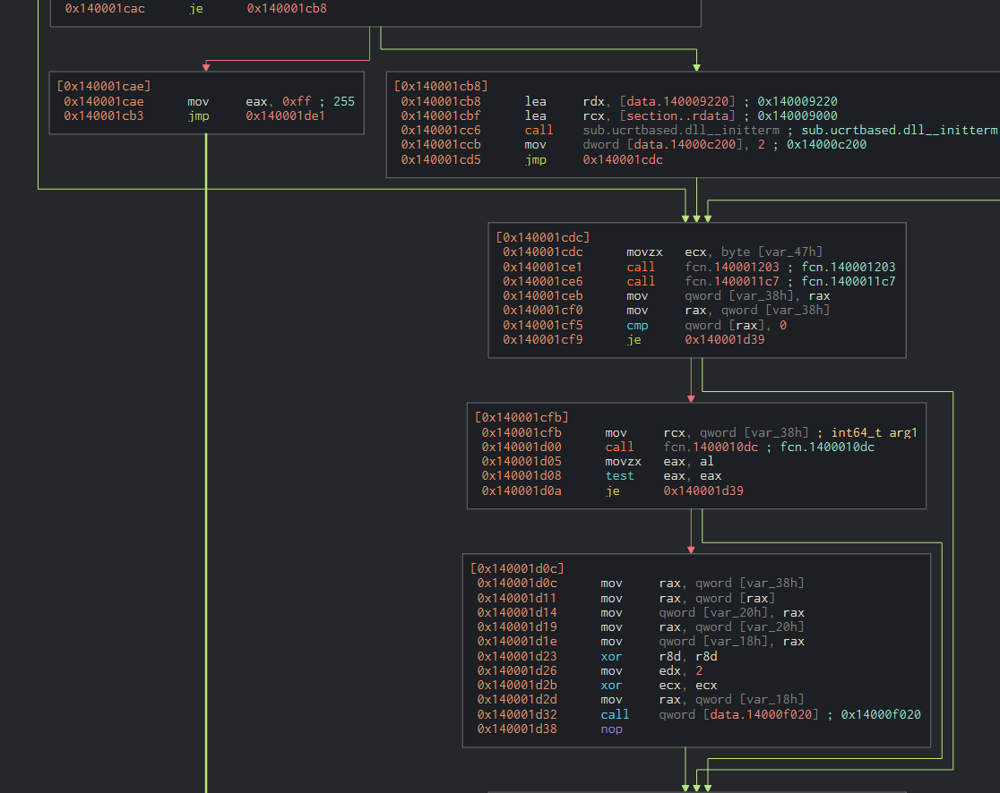 0x140001cac je 0x140001cb8
[0x140001cae]
0x140001cae mov eax, 0xff ; 255
0x140001cb3 jmp 0x140001de1
[0x140001cb8]
0x140001cb8 lea rdx, [data.140009220] ; 0x140009220
0x140001cbf lea rcx, [section..rdata] ; 0x140009000
0x140001cc6 call sub.ucrtbased.dll__initterm ; sub.ucrtbased.dll__initterm
0x140001ccb mov dword [data.14000c200], 2 ; 0x14000c200
0x140001cd5 jmp 0x140001cdc
[0x140001cdc]
0x140001cdc movzx ecx, byte [var_47h]
0x140001ce1 call fcn.140001203 ; fcn.140001203
0x140001ce6 call fcn.1400011c7 ; fcn.1400011c7
0x140001ceb mov qword [var_38h], rax
0x140001cf0 mov rax, qword [var_38h]
0x140001cf5 cmp qword [rax], 0
0x140001cf9 je 0x140001d39
[0x140001cfb]
0x140001cfb mov rcx, qword [var_38h] ; int64_t arg1
0x140001d00 call fcn.1400010dc ; fcn.1400010dc
0x140001d05 movzx eax, al
0x140001d08 test eax, eax
0x140001d0a je 0x140001d39
[0x140001d0c]
0x140001d0c mov rax, qword [var_38h]
0x140001d11 mov rax, qword [rax]
0x140001d14 mov qword [var_20h], rax
0x140001d19 mov rax, qword [var_20h]
0x140001d1e mov qword [var_18h], rax
0x140001d23 xor r8d, r8d
0x140001d26 mov edx, 2
0x140001d2b xor ecx, ecx
0x140001d2d mov rax, qword [var_18h]
0x140001d32 call qword [data.14000f020] ; 0x14000f020
0x140001d38 nop